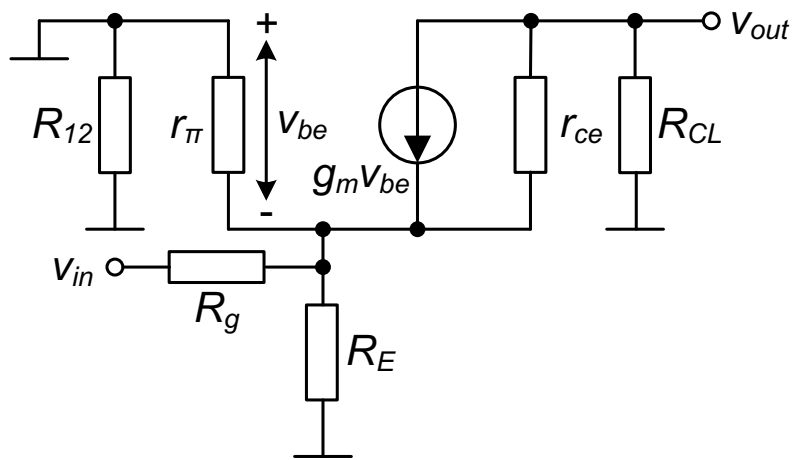 +
v_out
R_12
r_π
v_be
g_m v_be
r_ce
R_CL
-
v_in
R_g
R_E